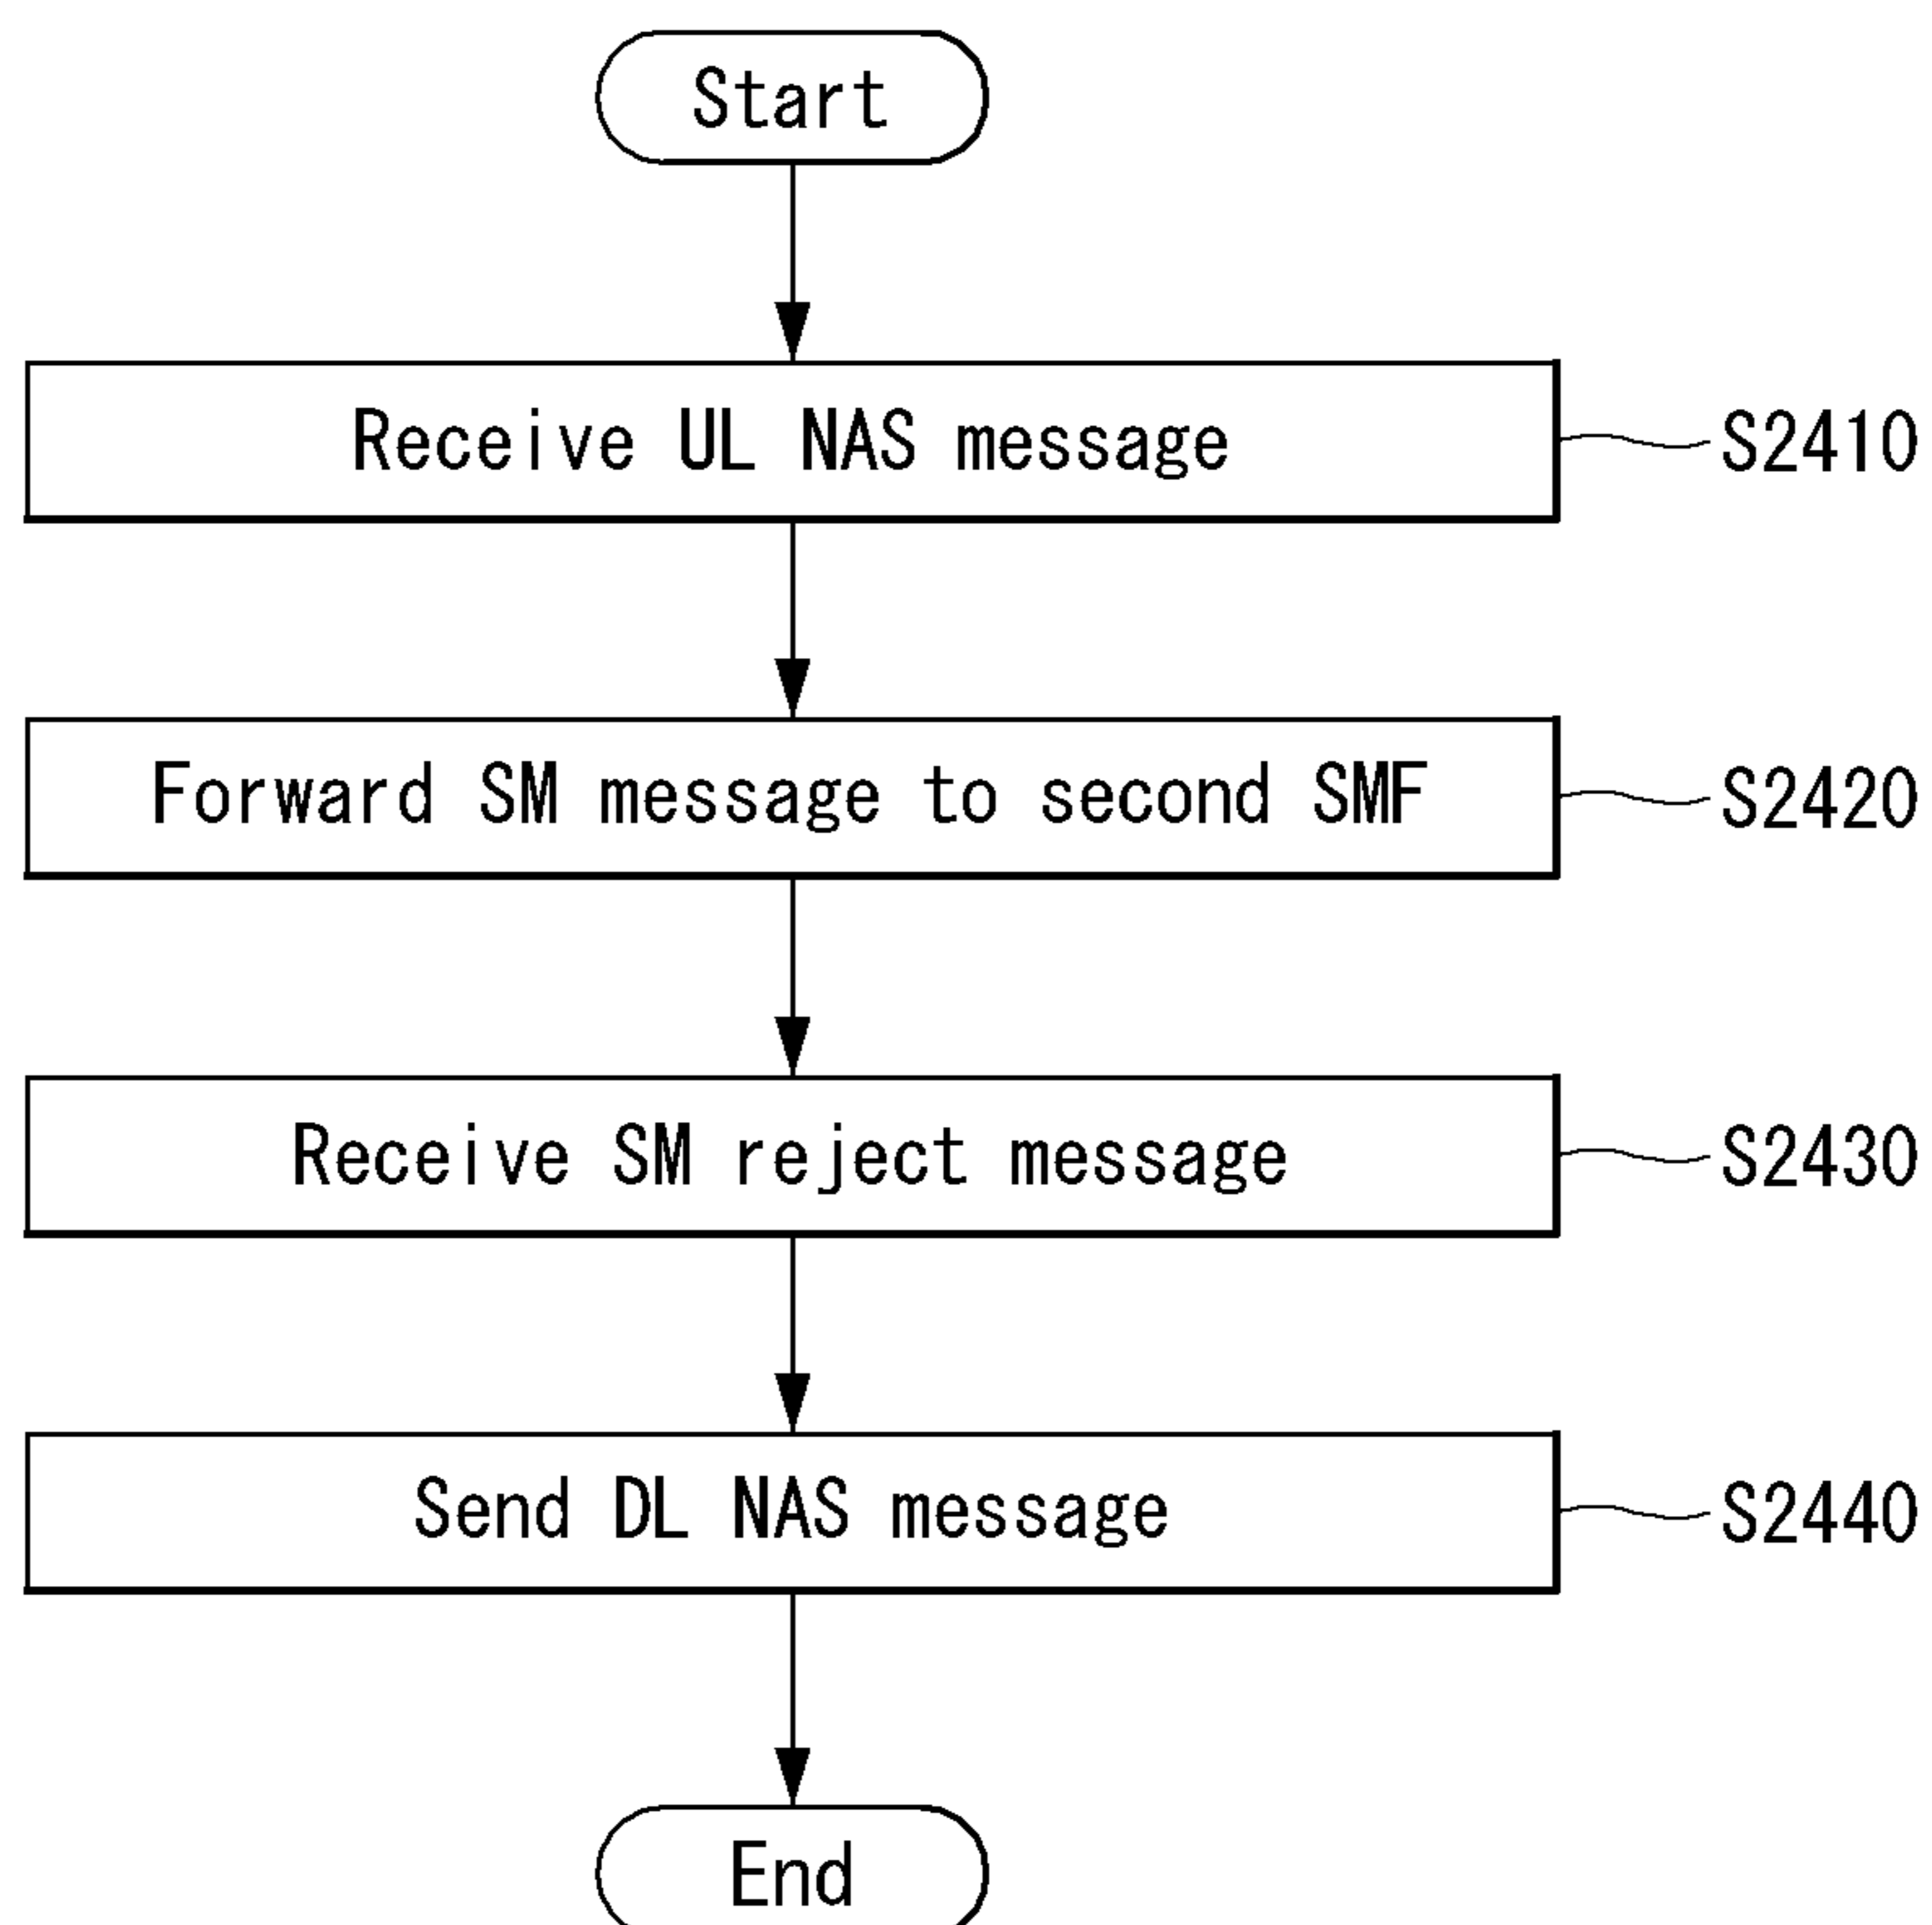 Start
Receive UL NAS message
S2410
Forward SM message to second SMF
S2420
Receive SM reject message
S2430
Send DL NAS message
S2440
End